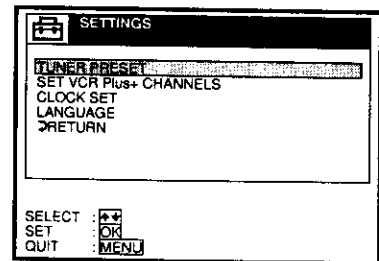 SETTINGS
TUNER PRESET
SET VCR Plus+ CHANNELS
CLOCK SET
LANGUAGE
RETURN
SELECT :
SET : OK
QUIT : MENU